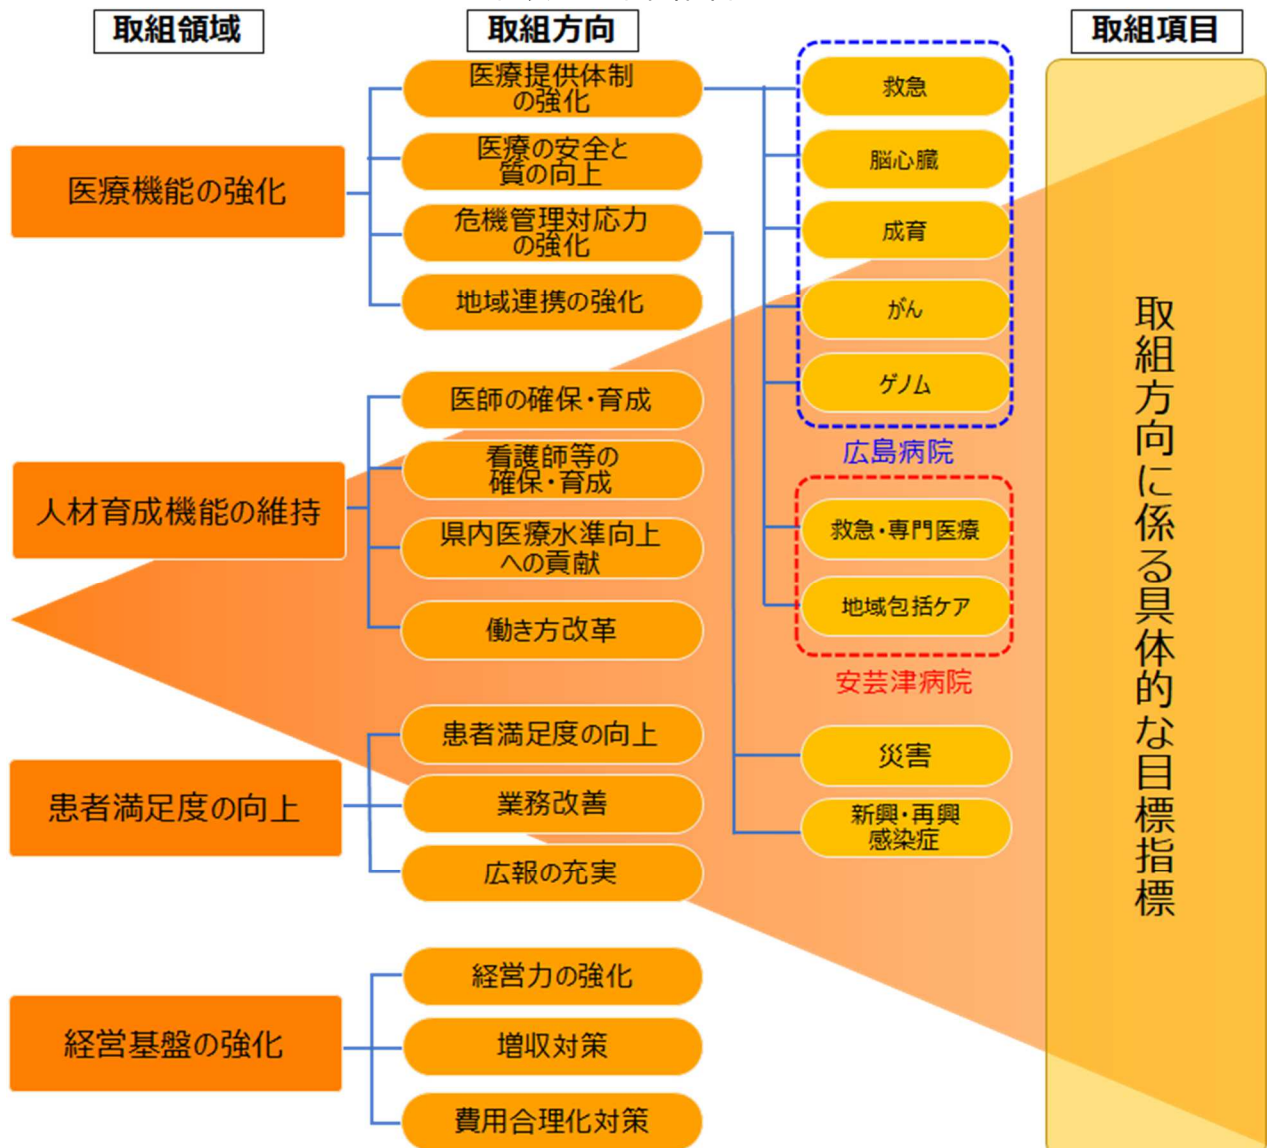 取組領域
取組方向
取組項目
医療機能の強化
医療提供体制
の強化
医療の安全と
質の向上
危機管理対応力
の強化
地域連携の強化
救急
脳心臓
成育
がん
ゲノム
広島病院
救急・専門医療
地域包括ケア
安芸津病院
災害
新興・再興
感染症
人材育成機能の維持
医師の確保・育成
看護師等の
確保・育成
県内医療水準向上
への貢献
働き方改革
患者満足度の向上
患者満足度の向上
業務改善
広報の充実
経営基盤の強化
経営力の強化
増収対策
費用合理化対策
取組方向に係る具体的な目標指標